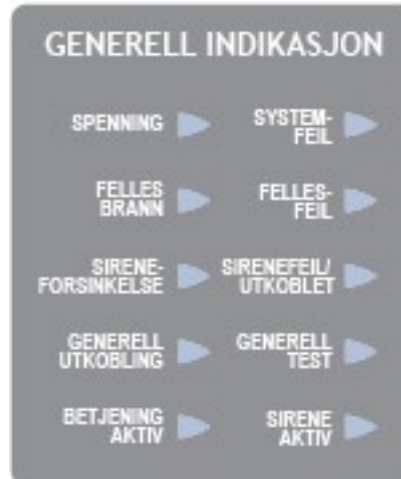 GENERELL INDIKASJON
SPENNING
SYSTEM-
FEIL
FELLES
BRANN
FELLES-
FEIL
SIRENE-
FORSINKELSE
SIRENEFEIL/
UTKOBLET
GENERELL
UTKOBLING
GENERELL
TEST
BETJENING
AKTIV
SIRENE
AKTIV